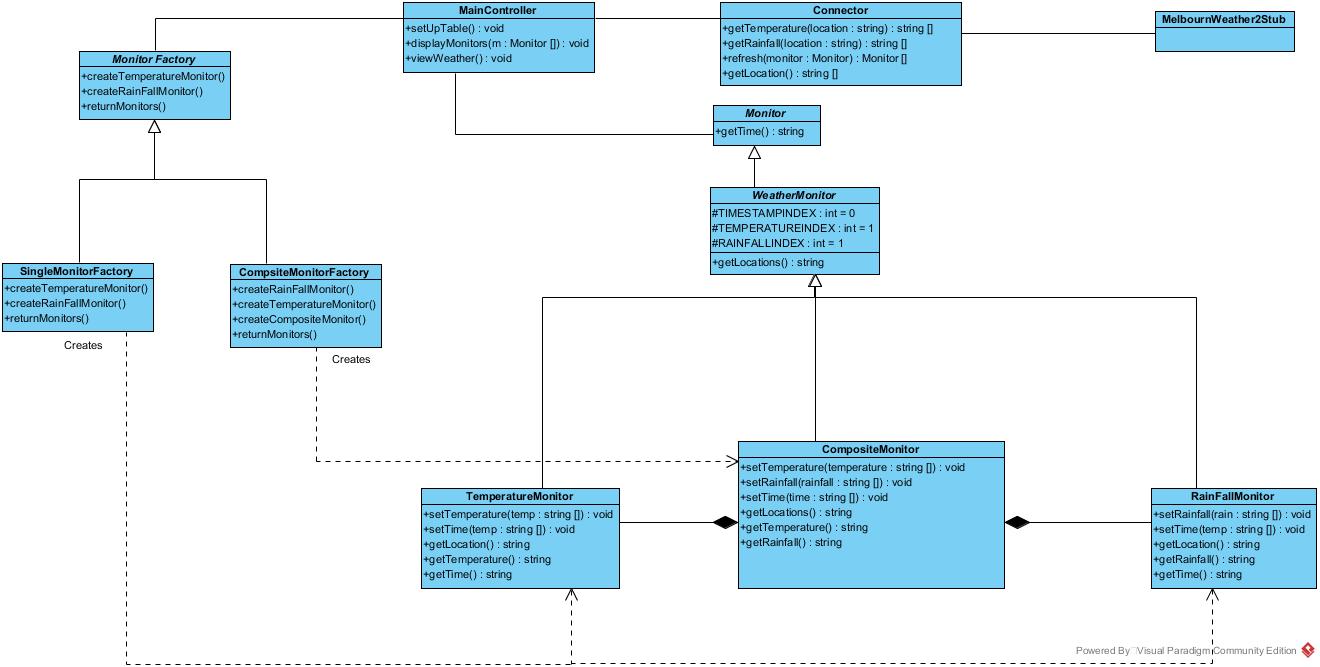 MainController
+setUpTable() : void
+displayMonitors(m : Monitor []) : void
+viewWeather() : void
Connector
+getTemperature(location : string) : string []
+getRainfall(location : string) : string []
+refresh(monitor : Monitor) : Monitor []
+getLocation() : string []
MelbournWeather2Stub
Monitor Factory
+createTemperatureMonitor()
+createRainFallMonitor()
+returnMonitors()
Monitor
+getTime() : string
WeatherMonitor
#TIMESTAMPINDEX : int = 0
#TEMPERATUREINDEX : int = 1
#RAINFALLINDEX : int = 1
+getLocations() : string
SingleMonitorFactory
+createTemperatureMonitor()
+createRainFallMonitor()
+returnMonitors()
Creates
CompsiteMonitorFactory
+createRainFallMonitor()
+createTemperatureMonitor()
+createCompositeMonitor()
+returnMonitors()
Creates
CompositeMonitor
+setTemperature(temperature : string []) : void
+setRainfall(rainfall : string []) : void
+setTime(time : string []) : void
+getLocations() : string
+getTemperature() : string
+getRainfall() : string
TemperatureMonitor
+setTemperature(temp : string []) : void
+setTime(temp : string []) : void
+getLocation() : string
+getTemperature() : string
+getTime() : string
RainFallMonitor
+setRainfall(rain : string []) : void
+setTime(temp : string []) : void
+getLocation() : string
+getRainfall() : string
+getTime() : string
Powered By Visual Paradigm Community Edition